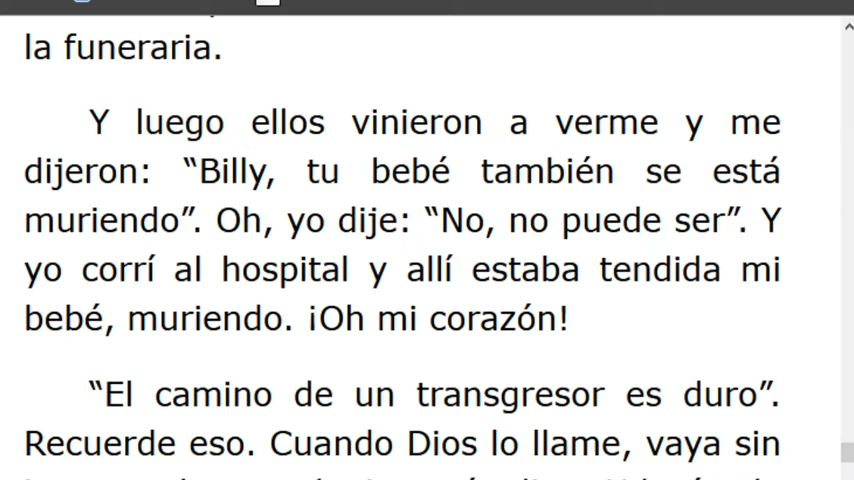 la funeraria.
Y luego ellos vinieron a verme y me
dijeron: “Billy, tu bebé también se está
muriendo”. Oh, yo dije: “No, no puede ser”. Y
yo corrí al hospital y allí estaba tendida mi
bebé, muriendo. ¡Oh mi corazón!
“El camino de un transgresor es duro”.
Recuerde eso. Cuando Dios lo llame, vaya sin